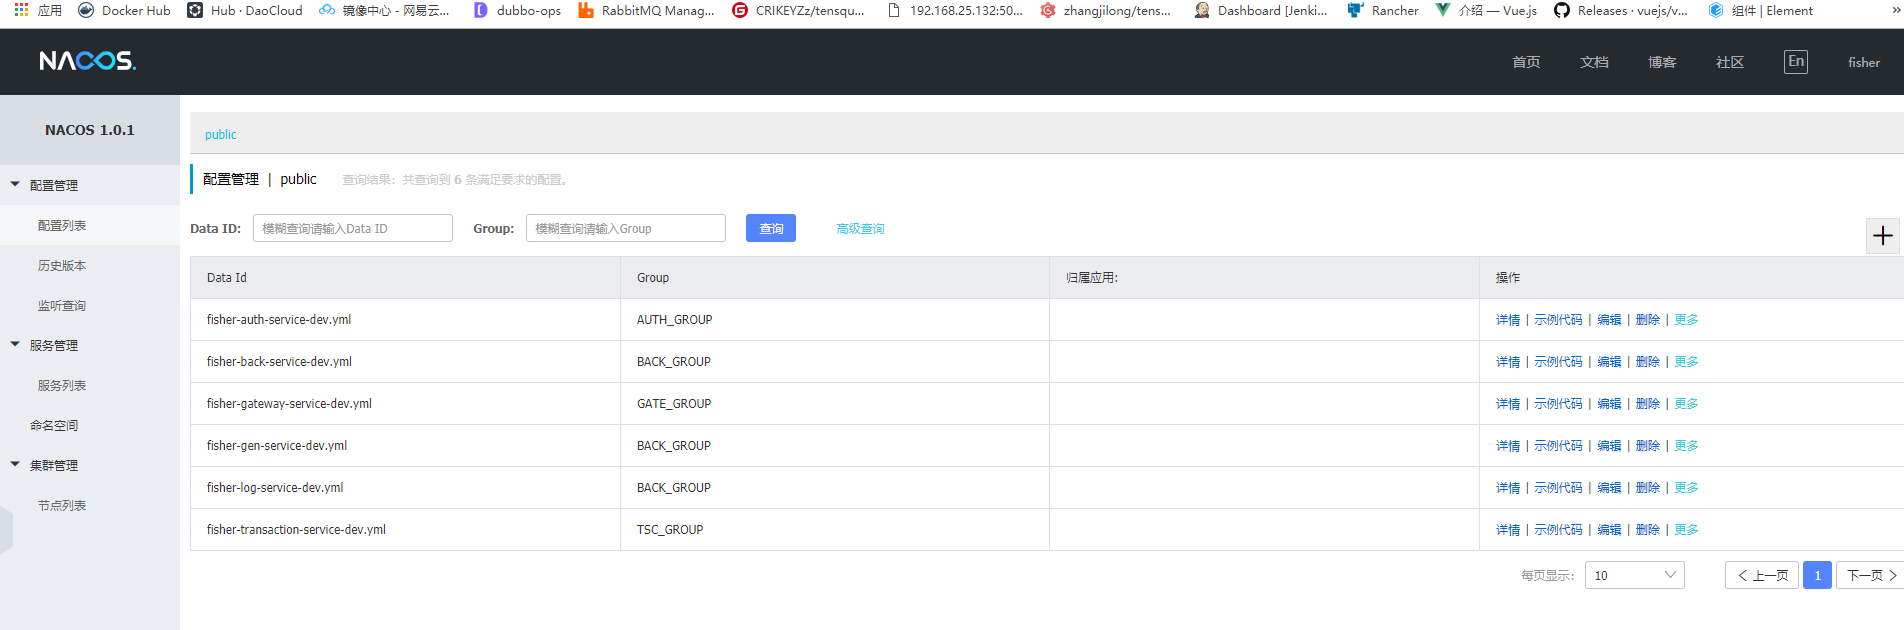 应用 Docker Hub Hub · DaoCloud 镜像中心 - 网易云... dubbo-ops RabbitMQ Manag... CRIKEYZz/tensqu... 192.168.25.132:50... zhangjilong/tens... Dashboard [Jenki... Rancher 介绍 — Vue.js Releases · vuejs/v... 组件 | Element »
NACOS. 首页 文档 博客 社区 En fisher
NACOS 1.0.1
配置管理
配置列表
历史版本
监听查询
服务管理
服务列表
命名空间
集群管理
节点列表
public
配置管理 | public 查询结果：共查询到 6 条满足要求的配置。
Data ID: 模糊查询请输入Data ID Group: 模糊查询请输入Group 查询 高级查询
Data Id Group 归属应用: 操作
fisher-auth-service-dev.yml AUTH_GROUP 详情 | 示例代码 | 编辑 | 删除 | 更多
fisher-back-service-dev.yml BACK_GROUP 详情 | 示例代码 | 编辑 | 删除 | 更多
fisher-gateway-service-dev.yml GATE_GROUP 详情 | 示例代码 | 编辑 | 删除 | 更多
fisher-gen-service-dev.yml BACK_GROUP 详情 | 示例代码 | 编辑 | 删除 | 更多
fisher-log-service-dev.yml BACK_GROUP 详情 | 示例代码 | 编辑 | 删除 | 更多
fisher-transaction-service-dev.yml TSC_GROUP 详情 | 示例代码 | 编辑 | 删除 | 更多
每页显示: 10 上一页 1 下一页